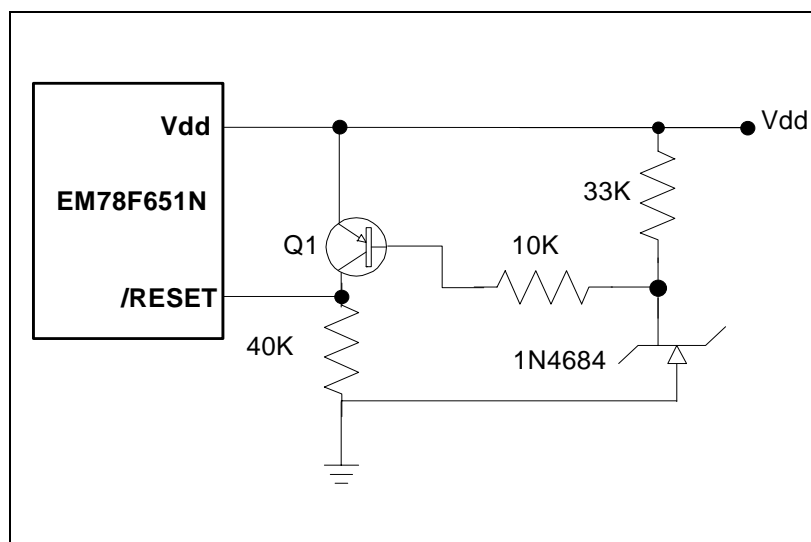 Vdd
Vdd
EM78F651N
33K
Q1
10K
/RESET
40K
1N4684